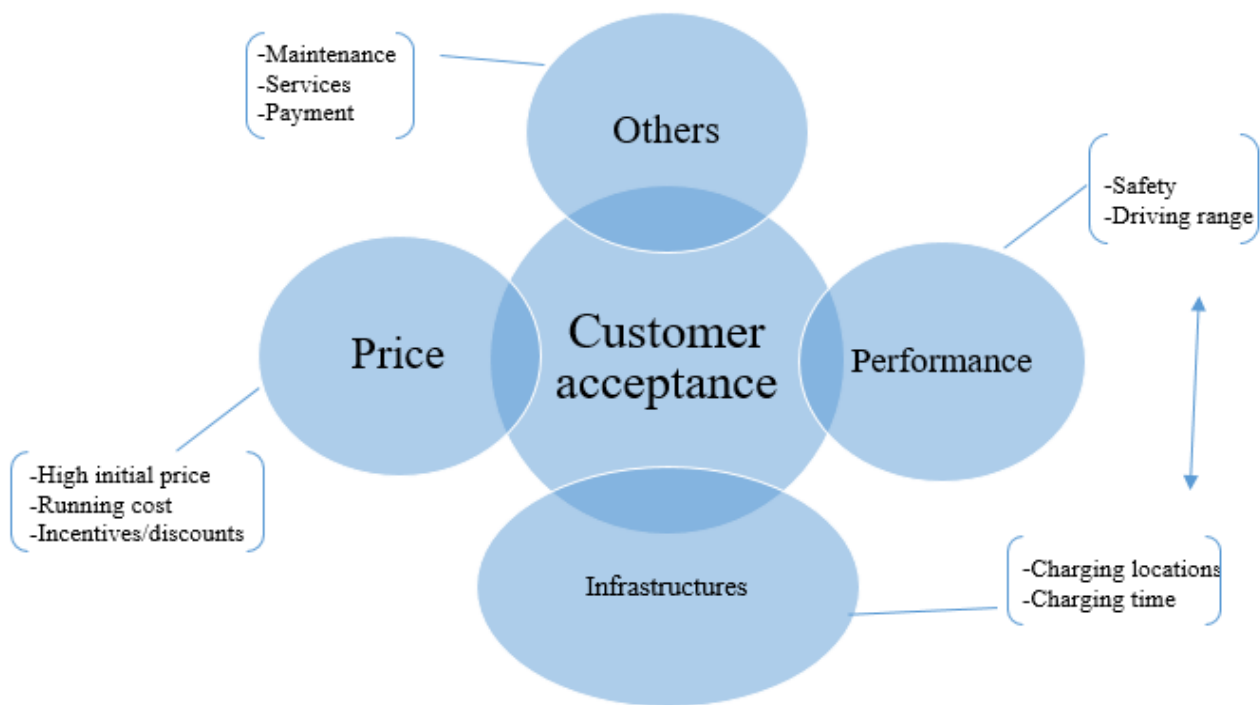 -Maintenance
-Services
-Payment
Others
-Safety
-Driving range
Price
Customer
acceptance
Performance
-High initial price
-Running cost
-Incentives/discounts
Infrastructures
-Charging locations
-Charging time